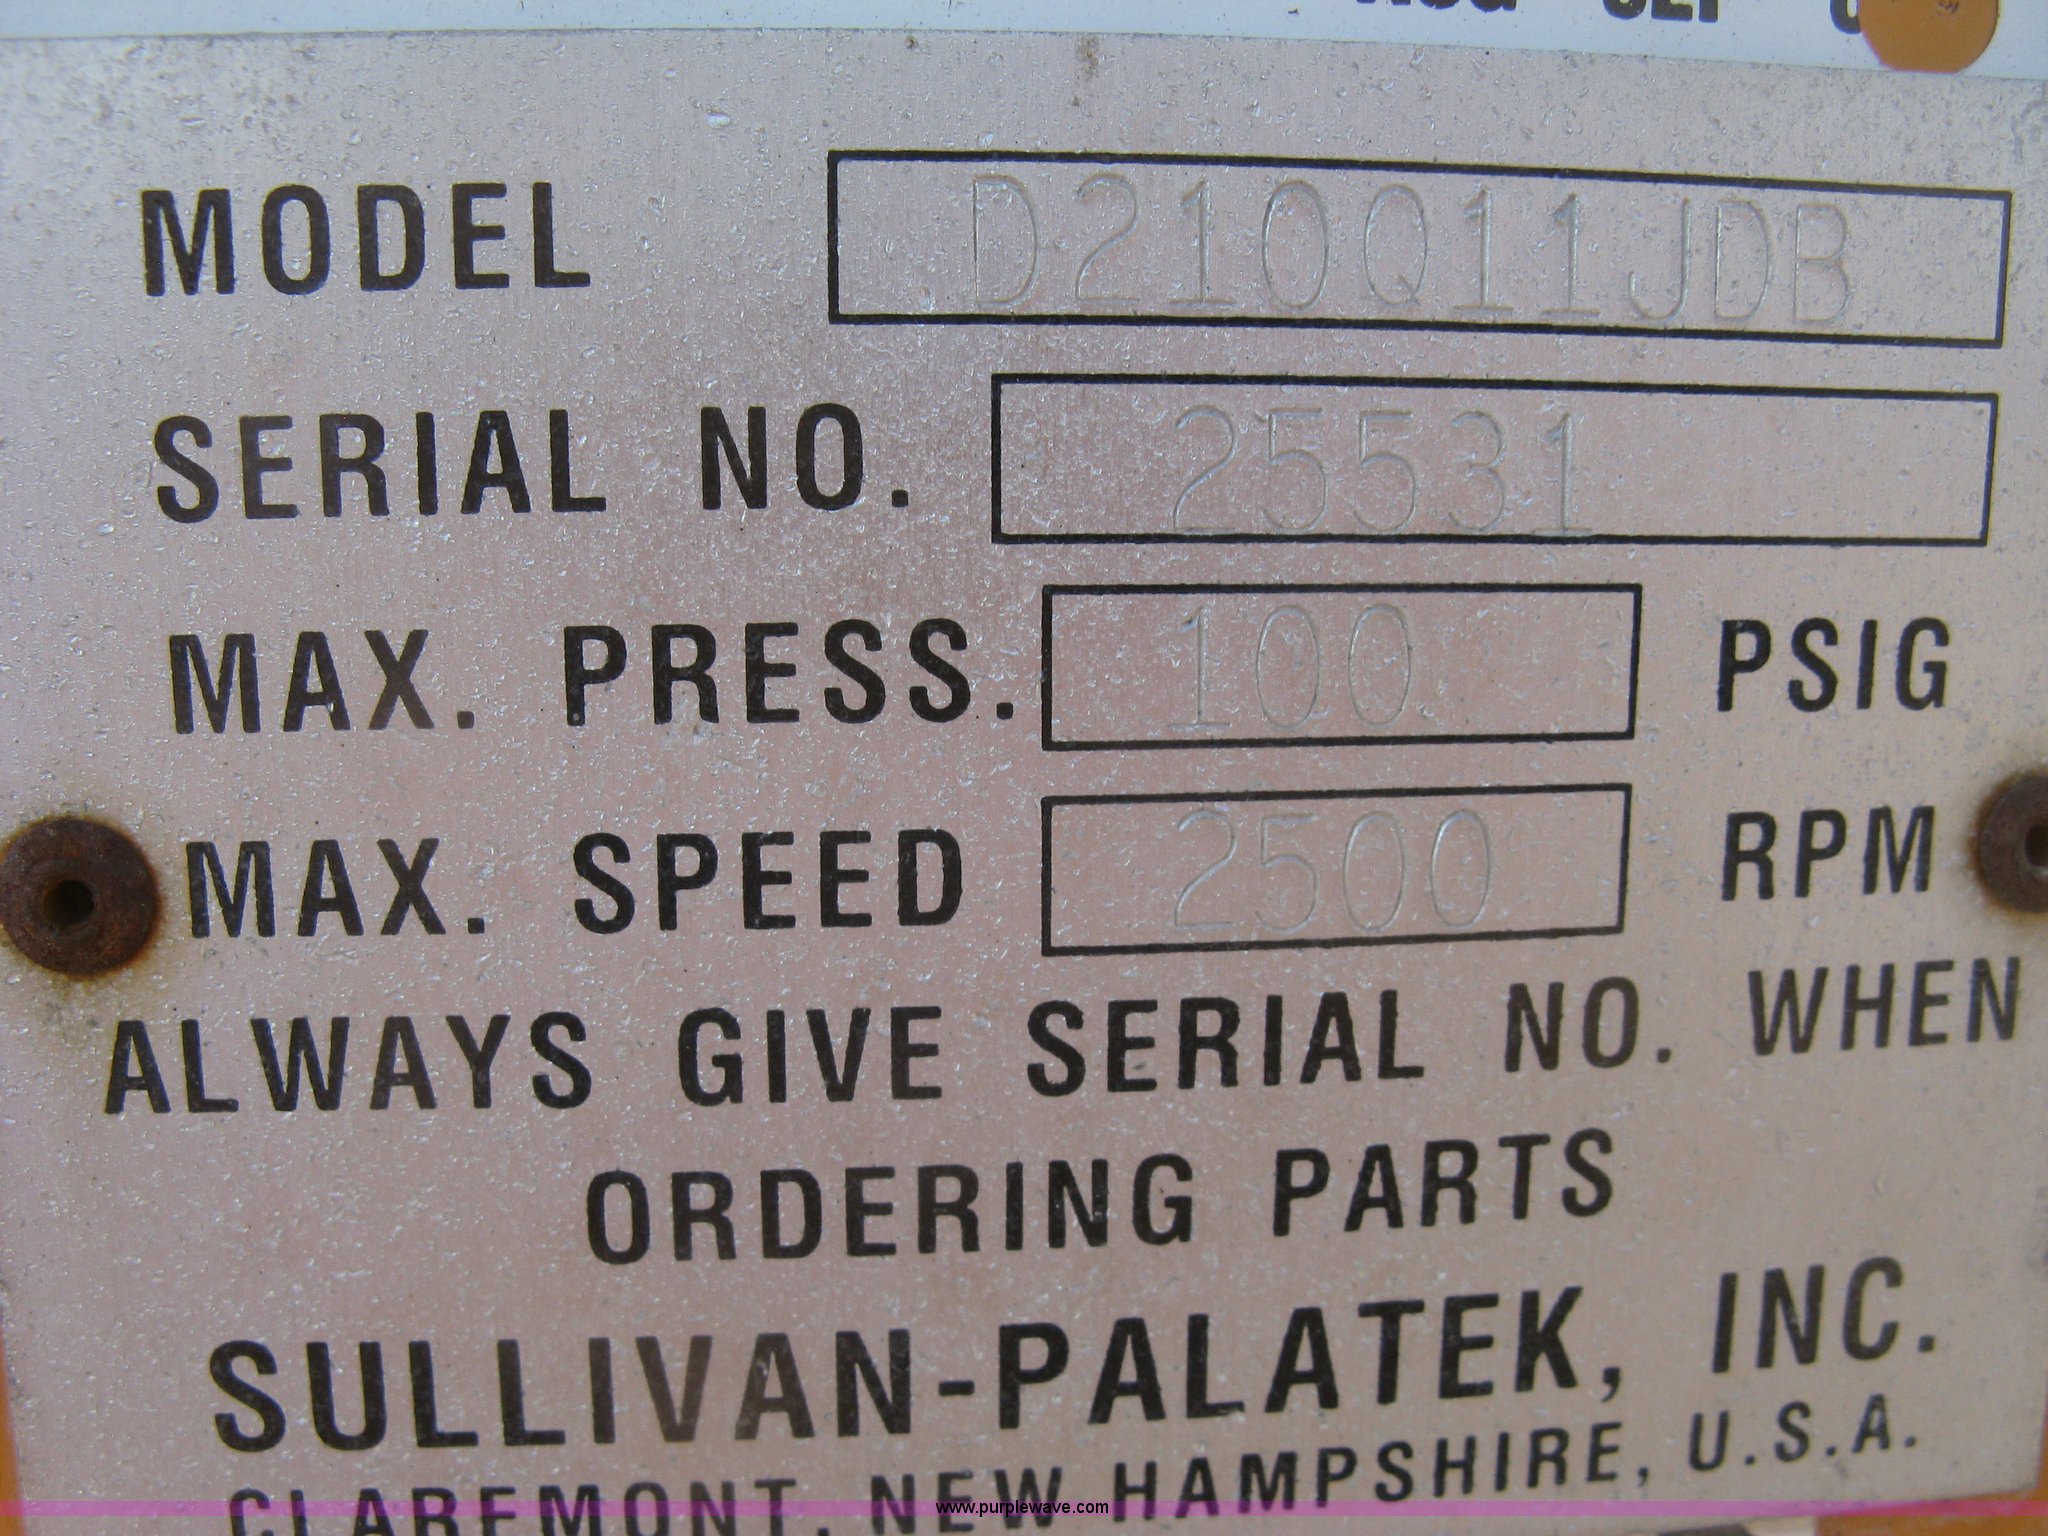 MODEL D210Q11JDB
SERIAL NO. 25531
MAX. PRESS. 100 PSIG
MAX. SPEED 2500 RPM
ALWAYS GIVE SERIAL NO. WHEN
ORDERING PARTS
SULLIVAN-PALATEK, INC.
CLAREMONT, NEW HAMPSHIRE, U.S.A.
www.purplewave.com